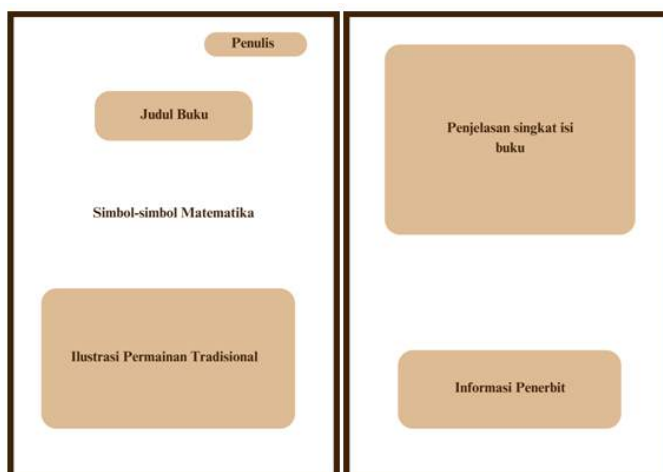 Penulis
Judul Buku
Simbol-simbol Matematika
Ilustrasi Permainan Tradisional
Penjelasan singkat isi
buku
Informasi Penerbit